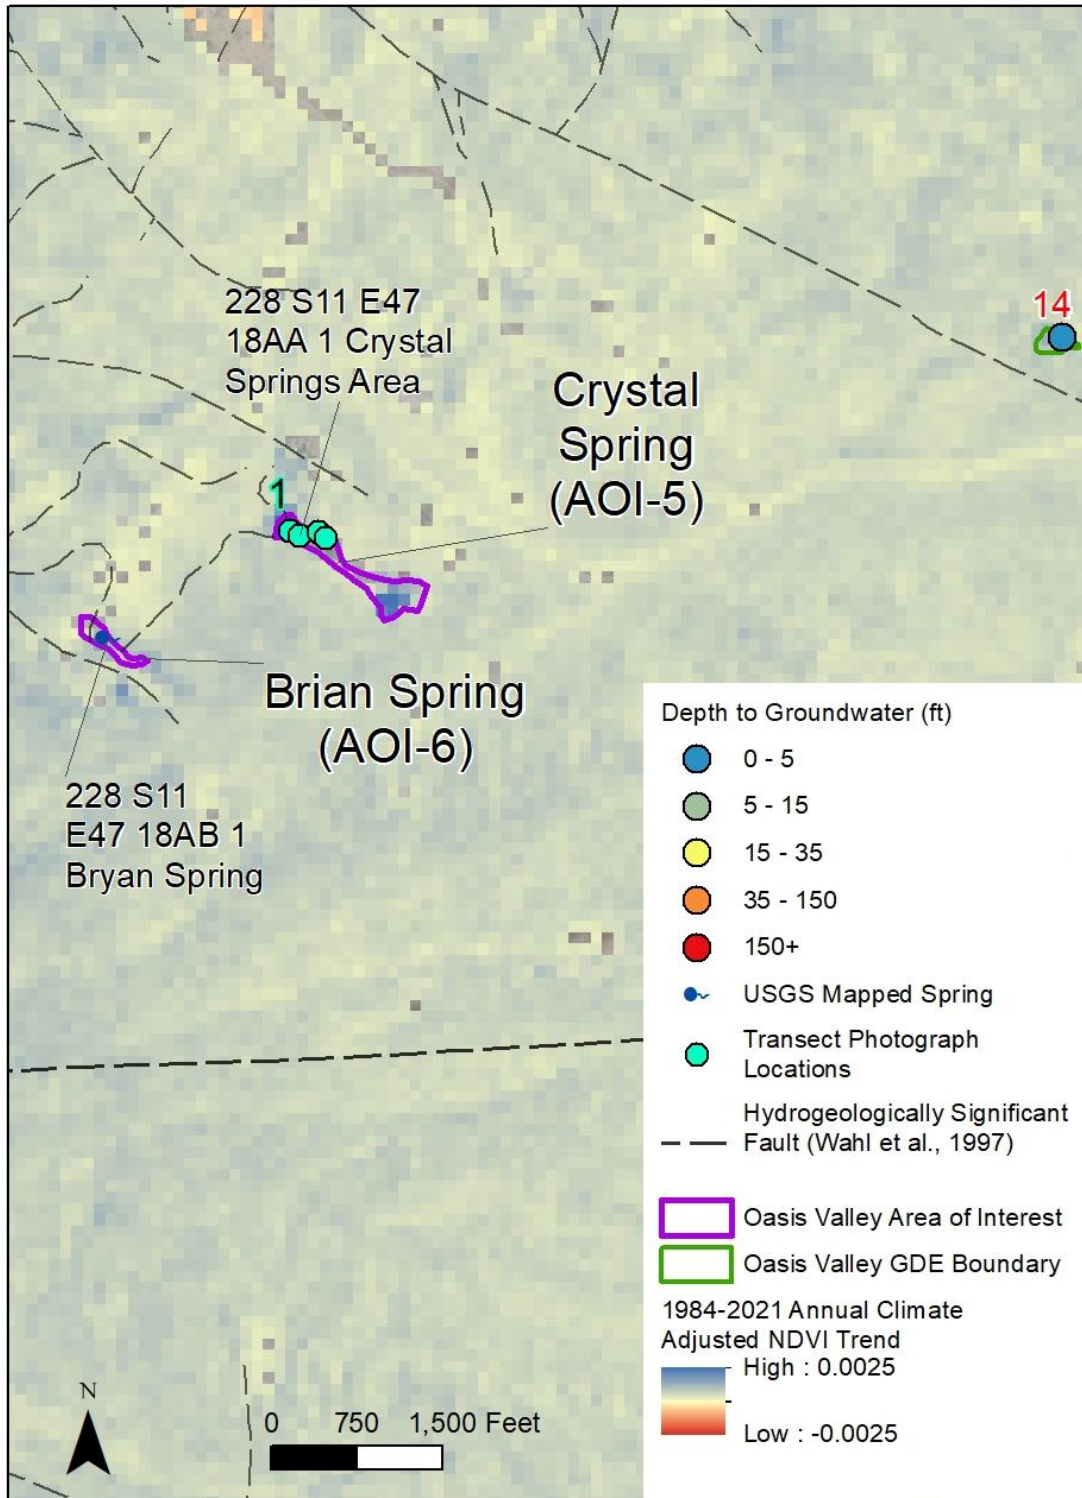 228 S11 E47
18AA 1 Crystal
Springs Area
14
Crystal
Spring
(AOI-5)
1
Brian Spring
(AOI-6)
228 S11
E47 18AB 1
Bryan Spring
Depth to Groundwater (ft)
0 - 5
5 - 15
15 - 35
35 - 150
150+
USGS Mapped Spring
Transect Photograph
Locations
Hydrogeologically Significant
Fault (Wahl et al., 1997)
Oasis Valley Area of Interest
Oasis Valley GDE Boundary
1984-2021 Annual Climate
Adjusted NDVI Trend
High : 0.0025
Low : -0.0025
N
0 750 1,500 Feet